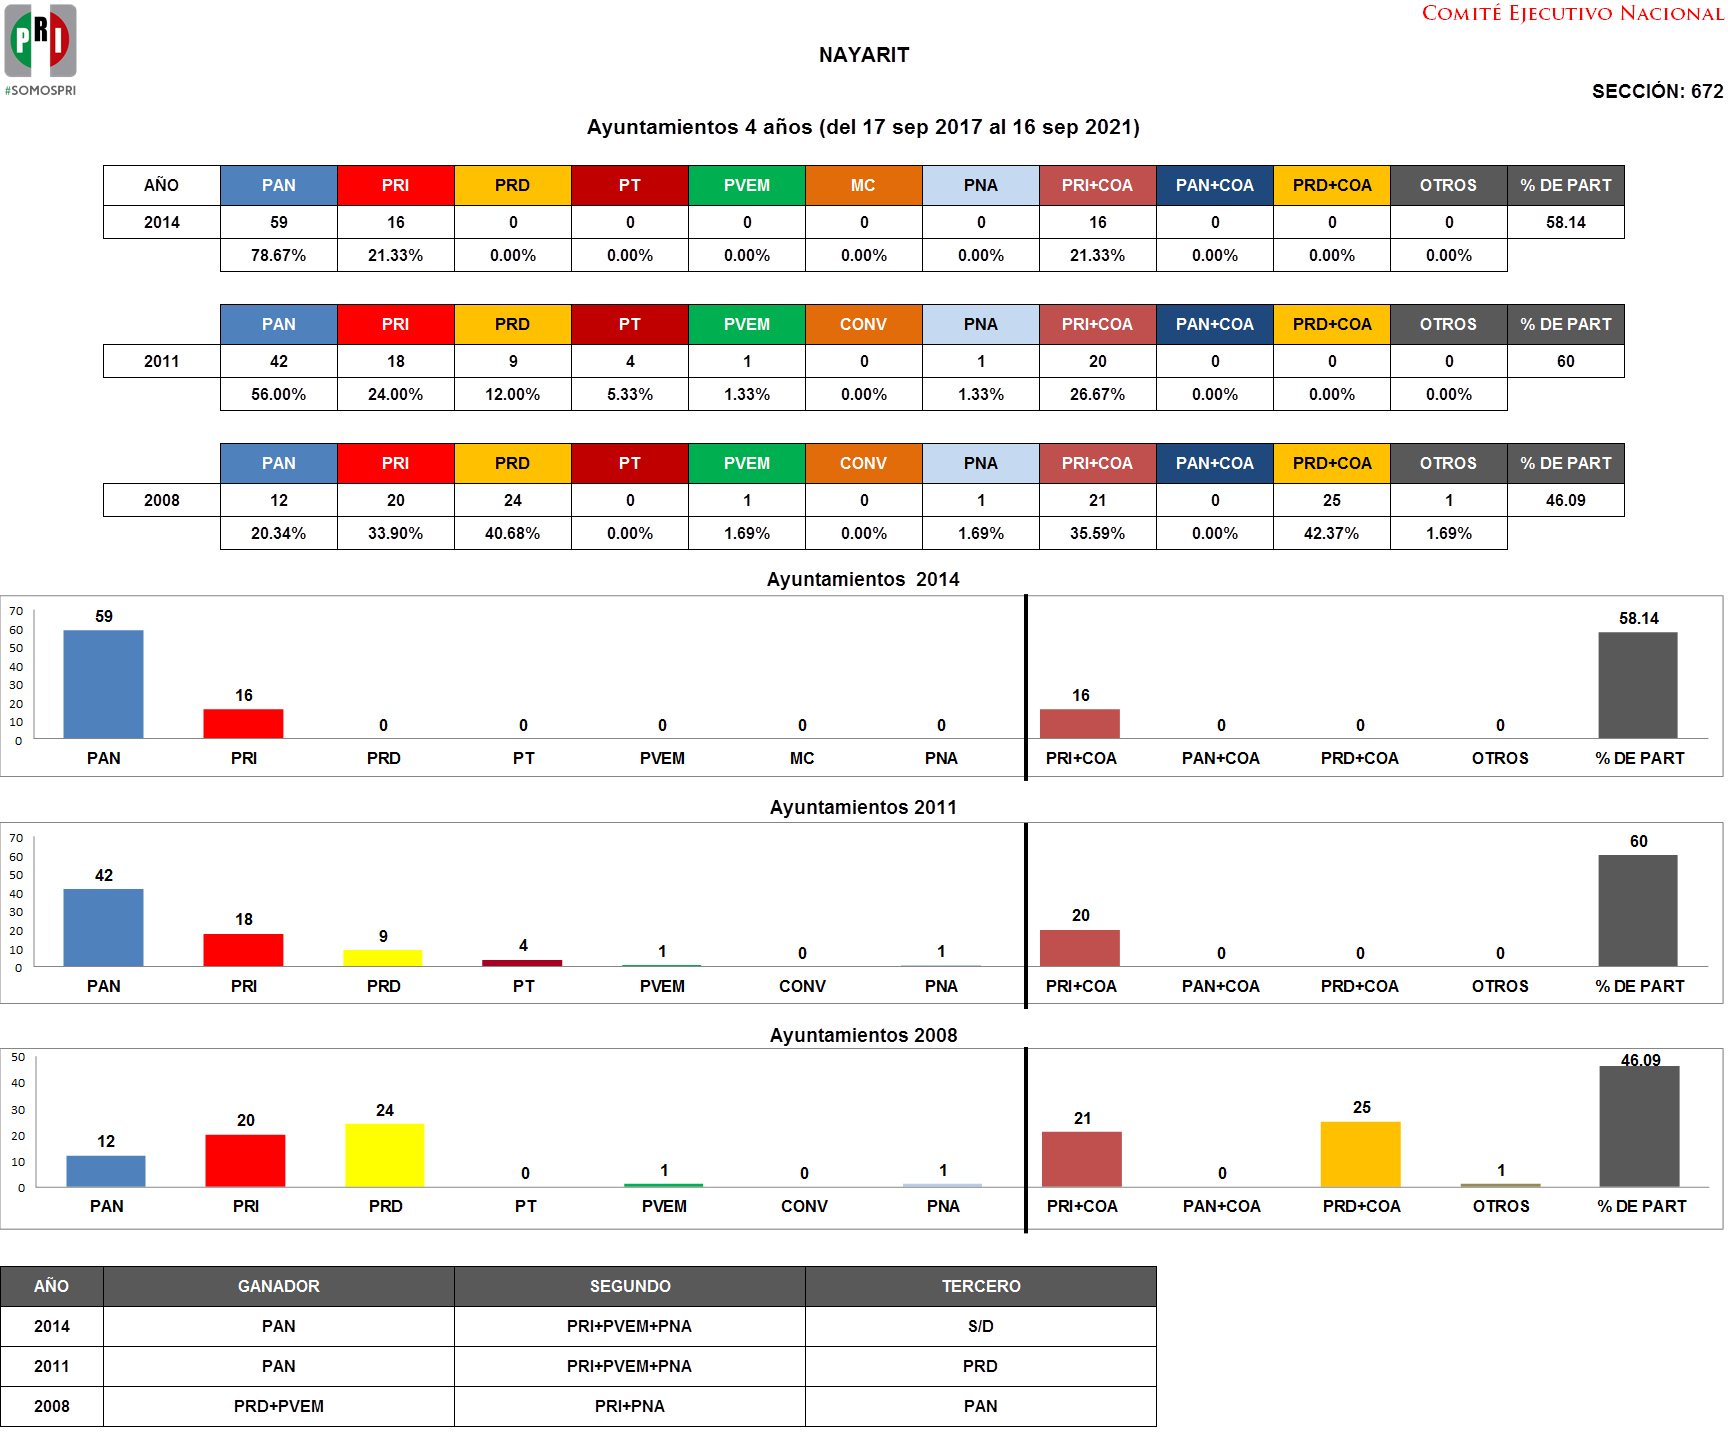 PRI
#SOMOSPRI
COMITÉ EJECUTIVO NACIONAL
NAYARIT
SECCIÓN: 672
Ayuntamientos 4 años (del 17 sep 2017 al 16 sep 2021)
AÑO PAN PRI PRD PT PVEM MC PNA PRI+COA PAN+COA PRD+COA OTROS % DE PART
2014 59 16 0 0 0 0 0 16 0 0 0 58.14
78.67% 21.33% 0.00% 0.00% 0.00% 0.00% 0.00% 21.33% 0.00% 0.00% 0.00%
PAN PRI PRD PT PVEM CONV PNA PRI+COA PAN+COA PRD+COA OTROS % DE PART
2011 42 18 9 4 1 0 1 20 0 0 0 60
56.00% 24.00% 12.00% 5.33% 1.33% 0.00% 1.33% 26.67% 0.00% 0.00% 0.00%
PAN PRI PRD PT PVEM CONV PNA PRI+COA PAN+COA PRD+COA OTROS % DE PART
2008 12 20 24 0 1 0 1 21 0 25 1 46.09
20.34% 33.90% 40.68% 0.00% 1.69% 0.00% 1.69% 35.59% 0.00% 42.37% 1.69%
Ayuntamientos 2014
70
60
50
40
30
20
10
0
59 16 0 0 0 0 0 16 0 0 0 58.14
PAN PRI PRD PT PVEM MC PNA PRI+COA PAN+COA PRD+COA OTROS % DE PART
Ayuntamientos 2011
70
60
50
40
30
20
10
0
42 18 9 4 1 0 1 20 0 0 0 60
PAN PRI PRD PT PVEM CONV PNA PRI+COA PAN+COA PRD+COA OTROS % DE PART
Ayuntamientos 2008
50
40
30
20
10
0
12 20 24 0 1 0 1 21 0 25 1 46.09
PAN PRI PRD PT PVEM CONV PNA PRI+COA PAN+COA PRD+COA OTROS % DE PART
AÑO GANADOR SEGUNDO TERCERO
2014 PAN PRI+PVEM+PNA S/D
2011 PAN PRI+PVEM+PNA PRD
2008 PRD+PVEM PRI+PNA PAN